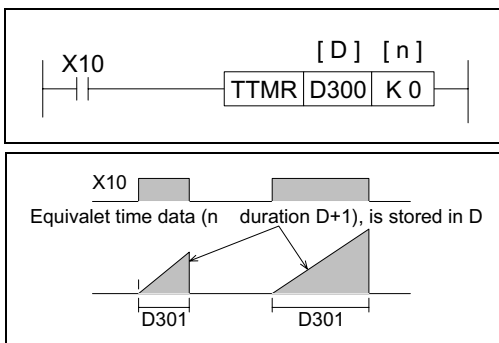 [ D ] [ n ]
X10
TTMR D300 K 0
X10
Equivalet time data (n duration D+1), is stored in D
D301 D301